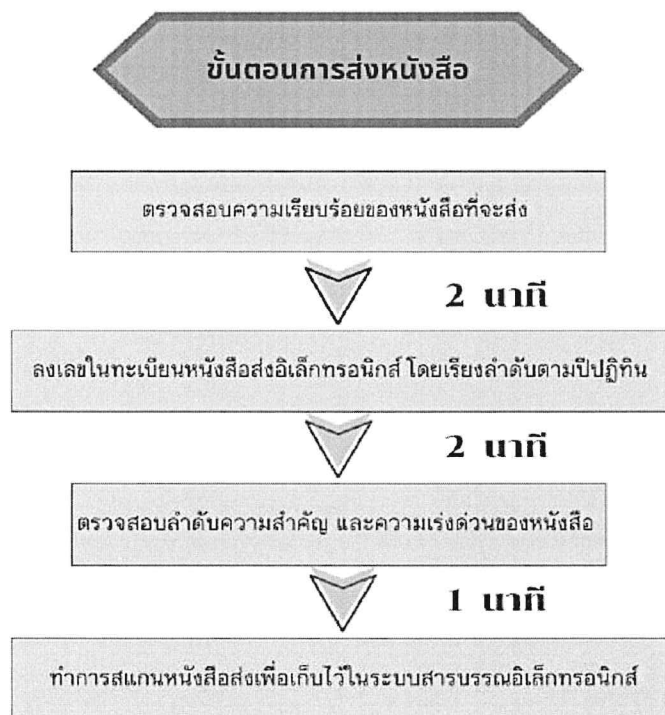 ขั้นตอนการส่งหนังสือ
ตรวจสอบความเรียบร้อยของหนังสือที่จะส่ง
2 นาที
ลงเลขในทะเบียนหนังสือส่งอิเล็กทรอนิกส์ โดยเรียงลำดับตามปีปฏิทิน
2 นาที
ตรวจสอบลำดับความสำคัญ และความเร่งด่วนของหนังสือ
1 นาที
ทำการสแกนหนังสือส่งเพื่อเก็บไว้ในระบบสารบรรณอิเล็กทรอนิกส์